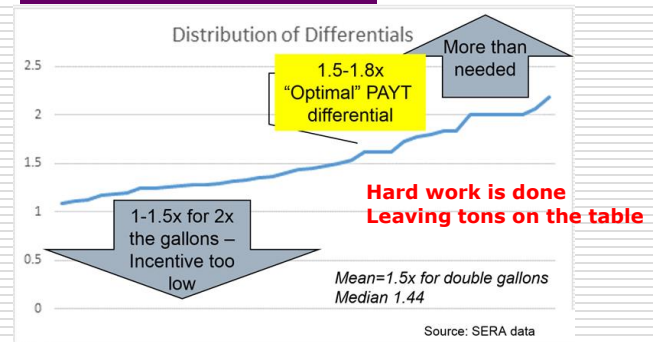 Distribution of Differentials
More than
needed
1.5-1.8x
“Optimal” PAYT
differential
2.5
2
1.5
1
0.5
0
Hard work is done
Leaving tons on the table
1-1.5x for 2x
the gallons –
Incentive too
low
Mean=1.5x for double gallons
Median 1.44
Source: SERA data